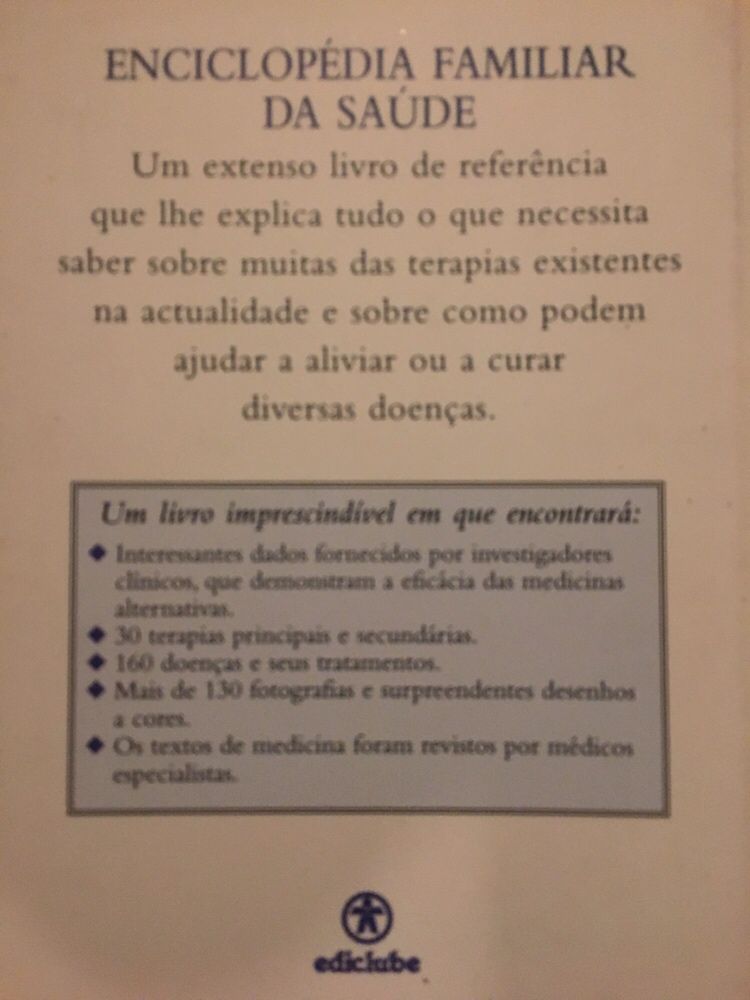 ENCICLOPÉDIA FAMILIAR
DA SAÚDE
Um extenso livro de referência
que lhe explica tudo o que necessita
saber sobre muitas das terapias existentes
na actualidade e sobre como podem
ajudar a aliviar ou a curar
diversas doenças.
Um livro imprescindível em que encontrará:
◆ Interessantes dados fornecidos por investigadores
clínicos, que demonstram a eficácia das medicinas
alternativas.
◆ 30 terapias principais e secundárias.
◆ 160 doenças e seus tratamentos.
◆ Mais de 130 fotografias e surpreendentes desenhos
a cores.
◆ Os textos de medicina foram revistos por médicos
especialistas.
ediclube